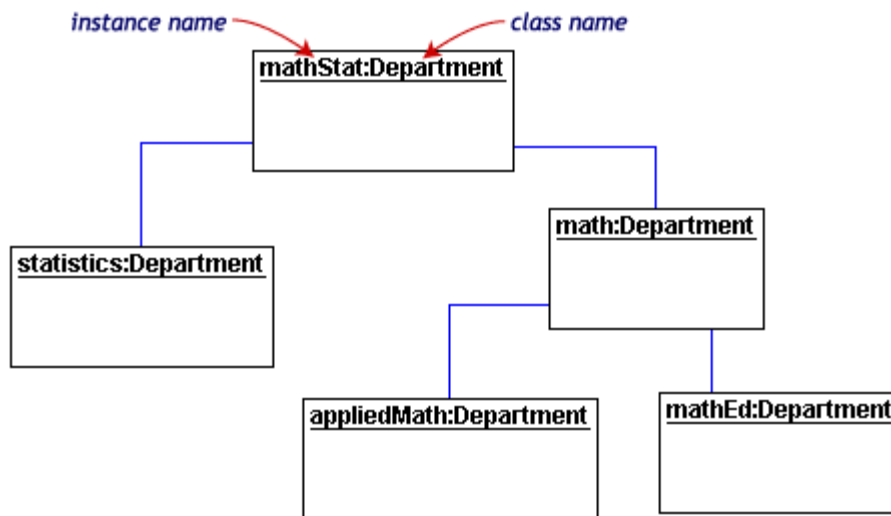 instance name
class name
mathStat:Department
math:Department
statistics:Department
appliedMath:Department
mathEd:Department